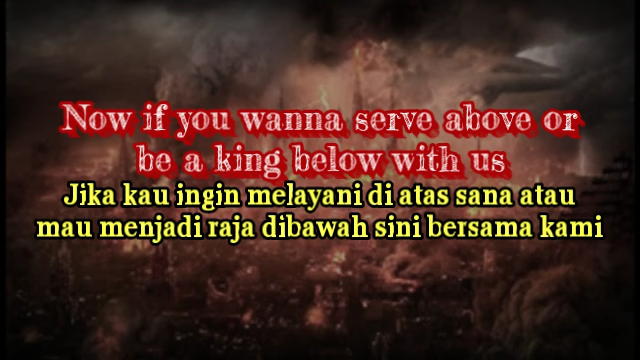 Now if you wanna serve above or
be a king below with us
Jika kau ingin melayani di atas sana atau
mau menjadi raja dibawah sini bersama kami